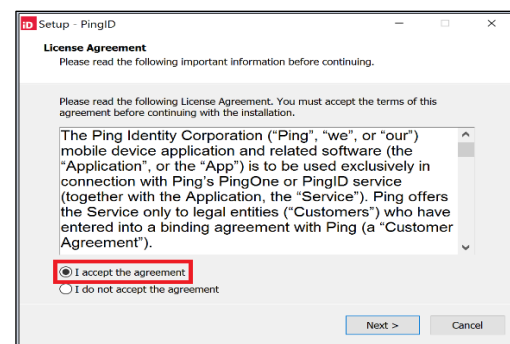 iD Setup - PingID
License Agreement
Please read the following important information before continuing.
Please read the following License Agreement. You must accept the terms of this
agreement before continuing with the installation.
The Ping Identity Corporation (“Ping”, “we”, or “our”)
mobile device application and related software (the
“Application”, or the “App”) is to be used exclusively in
connection with Ping’s PingOne or PingID service
(together with the Application, the “Service”). Ping offers
the Service only to legal entities (“Customers”) who have
entered into a binding agreement with Ping (a “Customer
Agreement”).
I accept the agreement
I do not accept the agreement
Next > Cancel